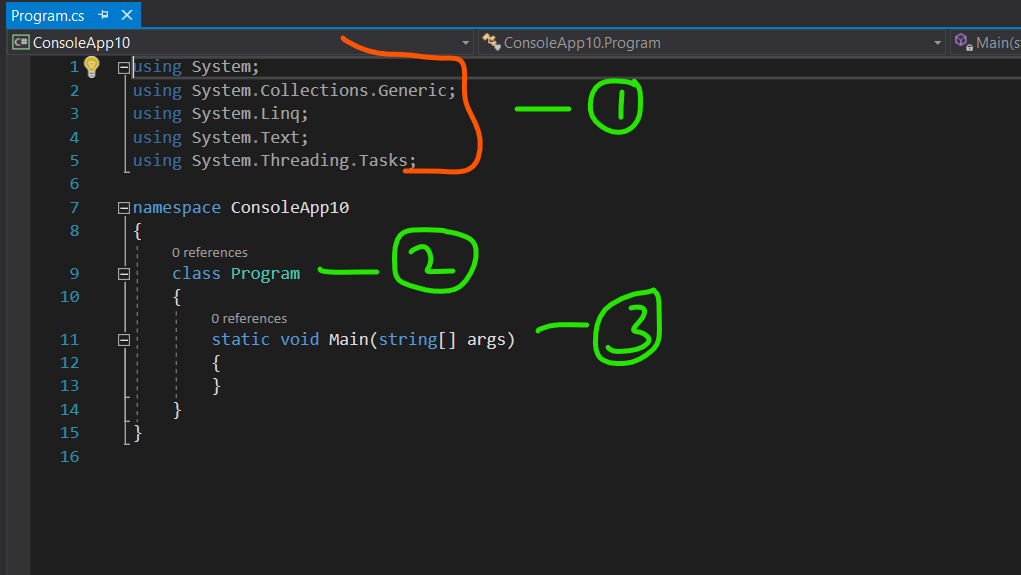 Program.cs
C# ConsoleApp10 ConsoleApp10.Program Main(s
1 using System;
2 using System.Collections.Generic;
3 using System.Linq;
4 using System.Text;
5 using System.Threading.Tasks;
1
6
7 namespace ConsoleApp10
8 {
0 references
9 class Program
2
10 {
0 references
11 static void Main(string[] args)
3
12 {
13 }
14 }
15 }
16